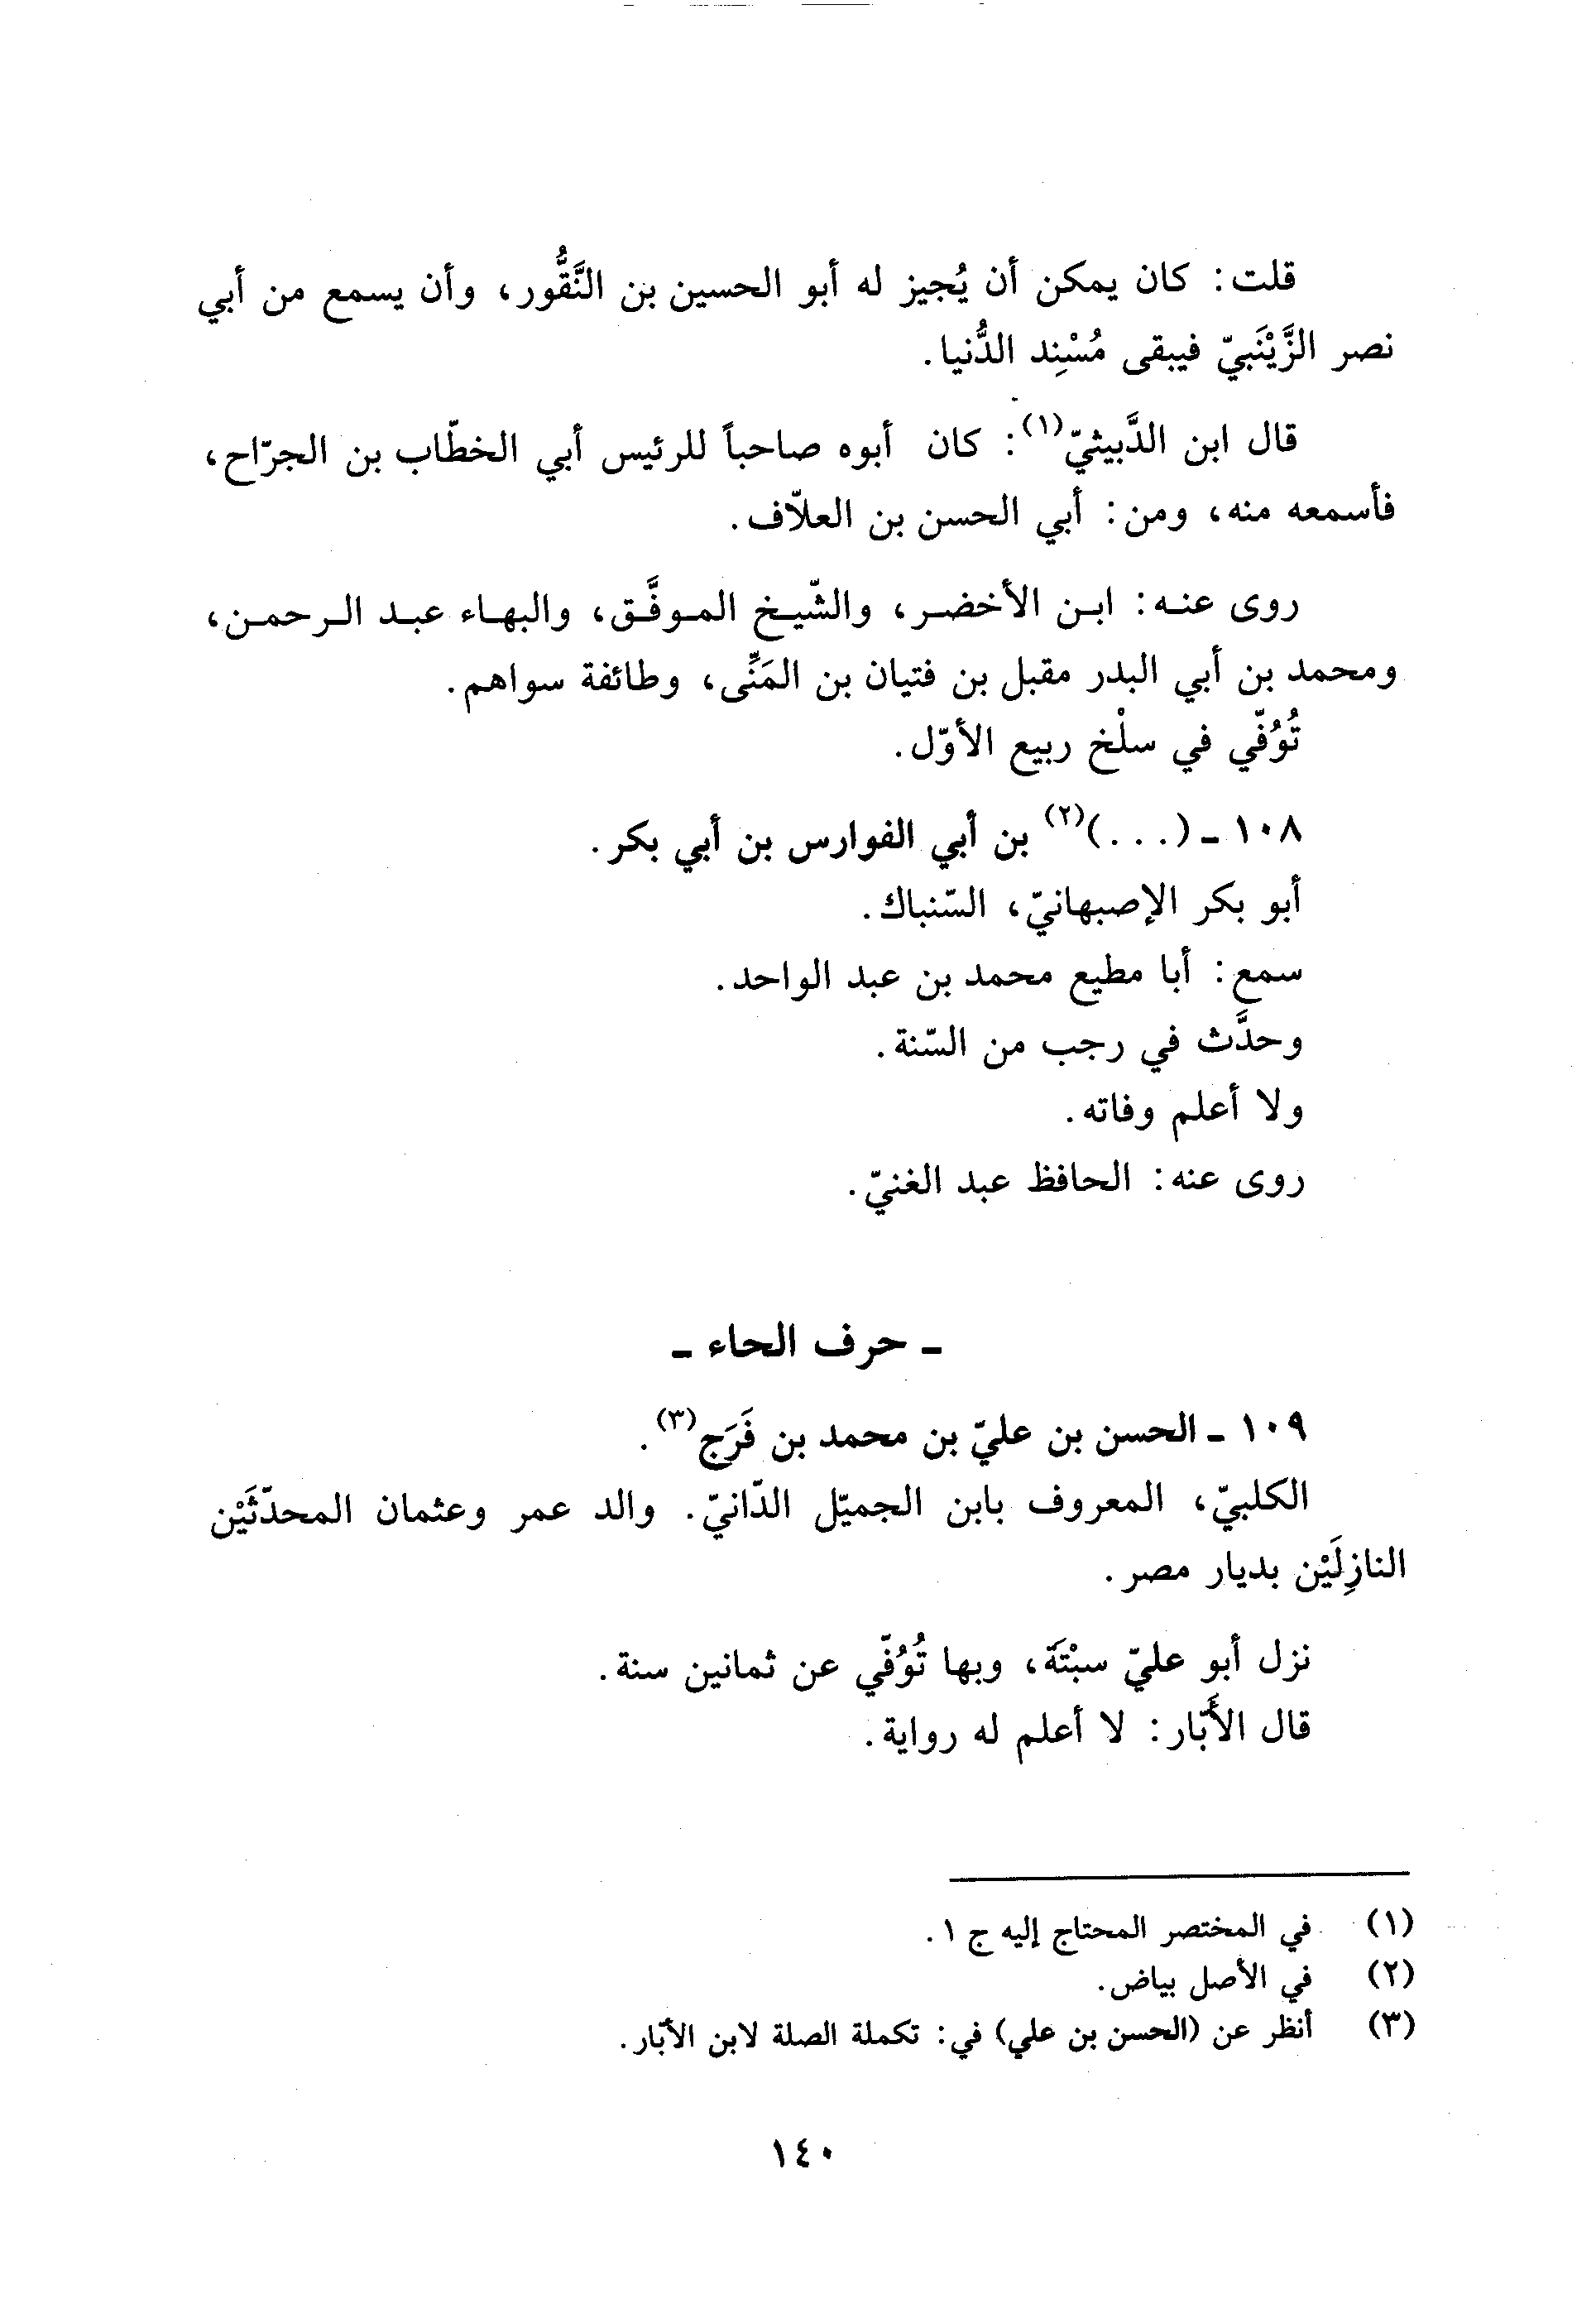 قلت: كان يمكن أن يُجيز له أبو الحسين بن النَّقُّور، وأن يسمع من أبي
نصر الزَّيْنَبيّ فيبقى مُسْنِد الدُّنيا.
قال ابن الدَّبيثيّ(١): كان أبوه صاحباً للرئيس أبي الخطّاب بن الجرّاح،
فأسمعه منه، ومن: أبي الحسن بن العلاّف.
روى عنه: ابن الأخضر، والشّيخ الموفَّق، والبهاء عبد الرحمن،
ومحمد بن أبي البدر مقبل بن فتيان بن المَنِّى، وطائفة سواهم.
تُوُفّي في سلْخ ربيع الأوّل.
١٠٨ ـ (...)(٢) بن أبي الفوارس بن أبي بكر.
أبو بكر الإصبهانيّ، السّنباك.
سمع: أبا مطيع محمد بن عبد الواحد.
وحدَّث في رجب من السّنة.
ولا أعلم وفاته.
روى عنه: الحافظ عبد الغنيّ.
ـ حرف الحاء ـ
١٠٩ ـ الحسن بن عليّ بن محمد بن فَرَج(٣).
الكلبيّ، المعروف بابن الجميّل الدّانيّ. والد عمر وعثمان المحدّثَيْن
النازِلَيْن بديار مصر.
نزل أبو عليّ سبْتَة، وبها تُوُفّي عن ثمانين سنة.
قال الأَبّار: لا أعلم له رواية.
(١) في المختصر المحتاج إليه ج ١.
(٢) في الأصل بياض.
(٣) أنظر عن (الحسن بن علي) في: تكملة الصلة لابن الأبّار.
١٤٠